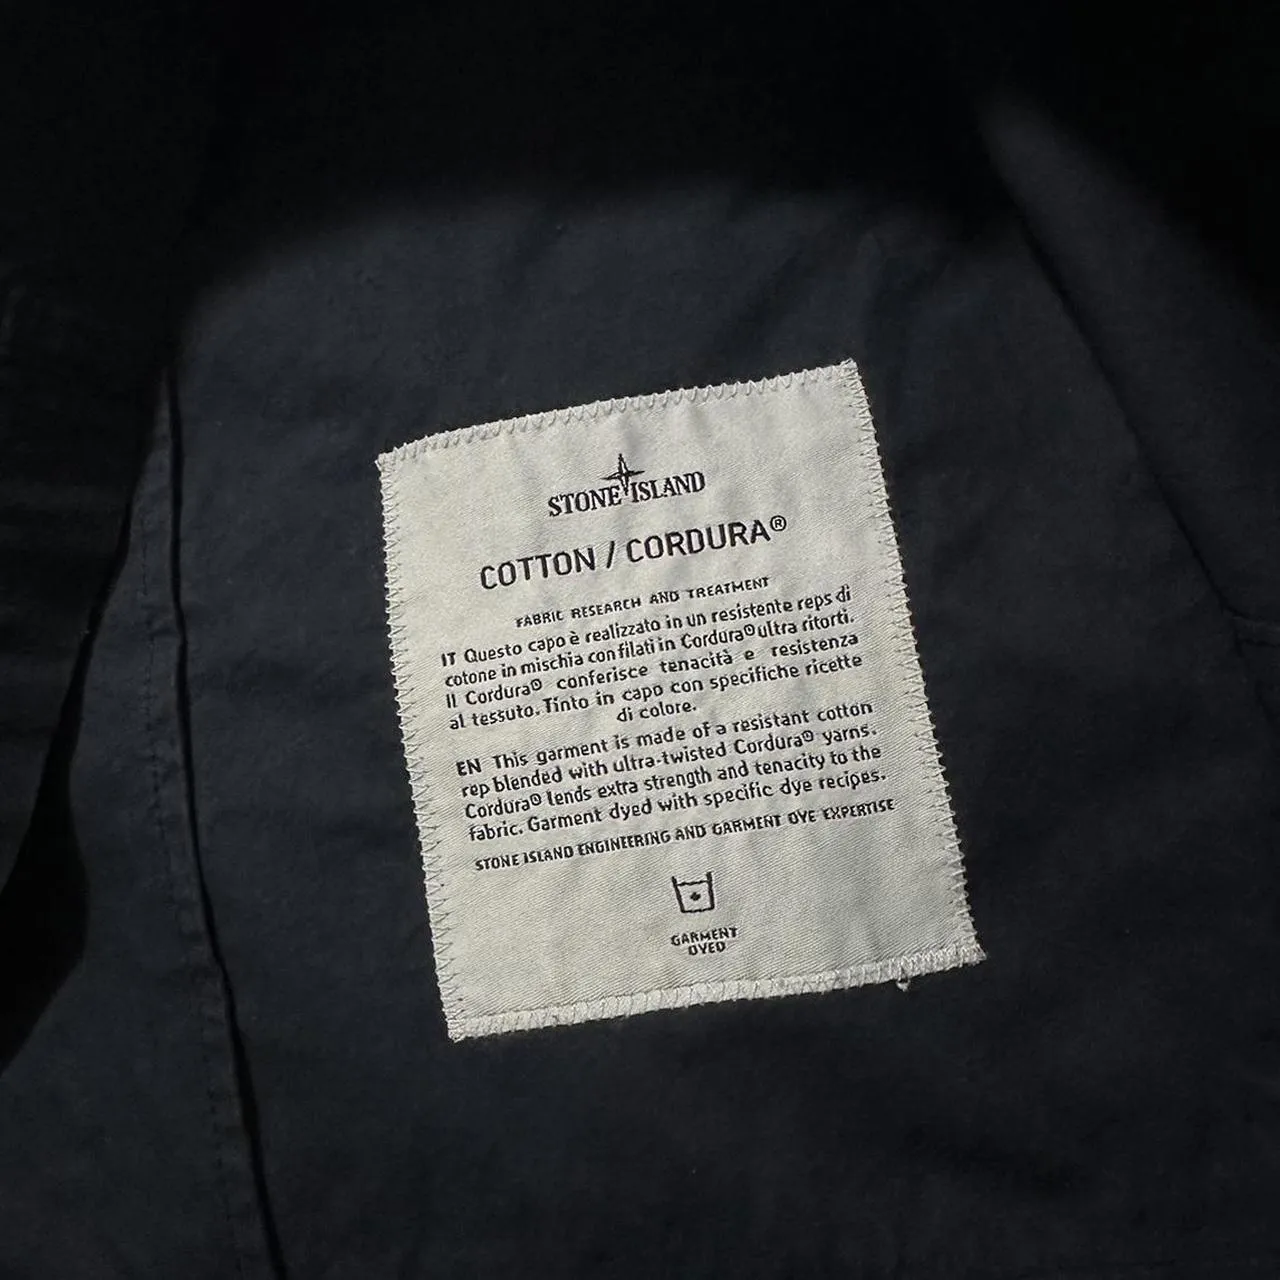 STONE ISLAND
COTTON / CORDURA®
FABRIC RESEARCH AND TREATMENT
IT Questo capo è realizzato in un resistente reps di
cotone in mischia con filati in Cordura® ultra ritorti.
Il Cordura® conferisce tenacità e resistenza
al tessuto. Tinto in capo con specifiche ricette
di colore.
EN This garment is made of a resistant cotton
rep blended with ultra-twisted Cordura® yarns.
Cordura® lends extra strength and tenacity to the
fabric. Garment dyed with specific dye recipes.
STONE ISLAND ENGINEERING AND GARMENT DYE EXPERTISE
GARMENT
DYED